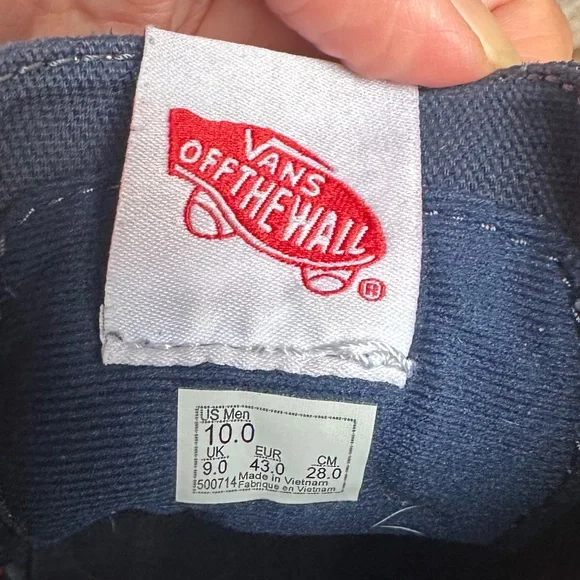 VANS
OFF THE WALL
®
US Men
10.0
UK EUR CM
9.0 43.0 28.0
500714 Made in Vietnam
Fabrique en Vietnam